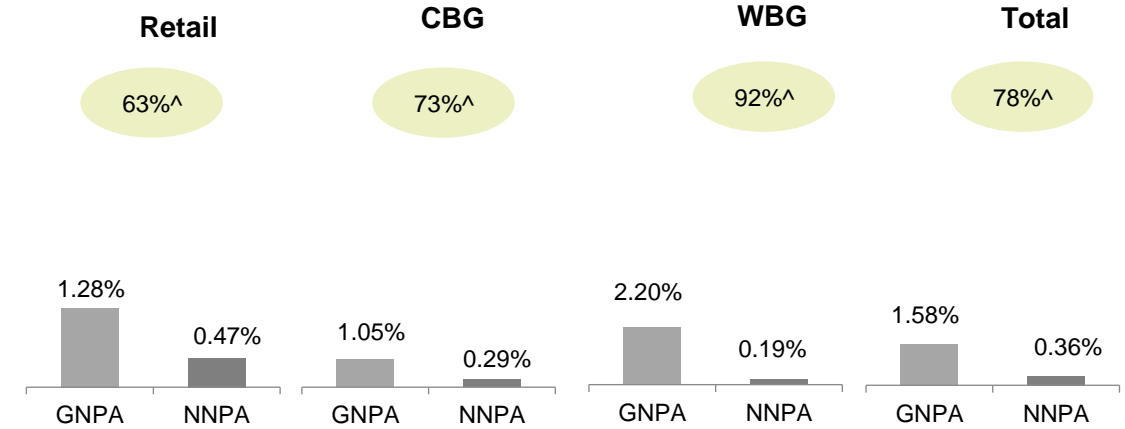 Retail CBG WBG Total
63%^ 73%^ 92%^ 78%^
1.28% 0.47% 1.05% 0.29% 2.20% 0.19% 1.58% 0.36%
GNPA NNPA GNPA NNPA GNPA NNPA GNPA NNPA